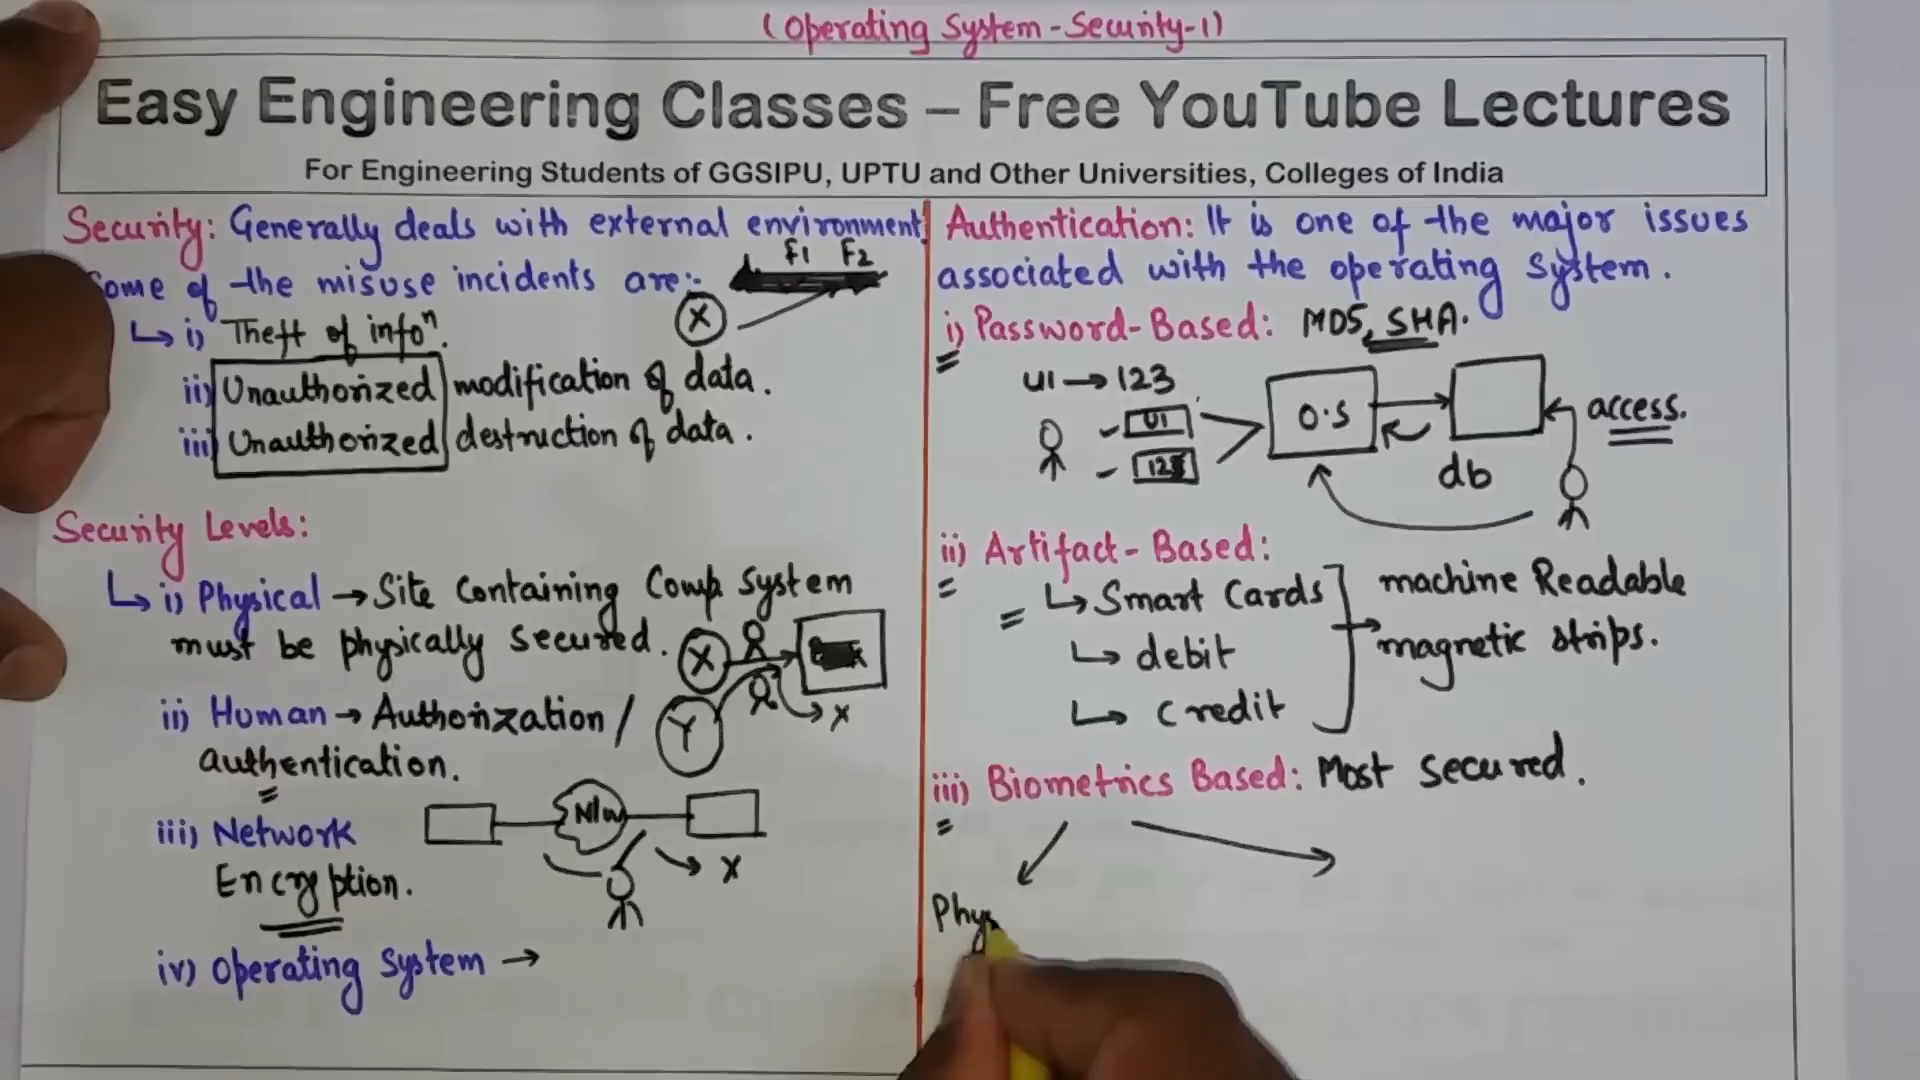 (Operating System - Security-1)
Easy Engineering Classes – Free YouTube Lectures
For Engineering Students of GGSIPU, UPTU and Other Universities, Colleges of India
Security: Generally deals with external environment.
Some of the misuse incidents are:-
F1 F2
X
↳ i) Theft of infoⁿ.
ii) Unauthorized modification of data.
iii) Unauthorized destruction of data.
Security Levels:
↳ i) Physical → Site Containing Comp. System
must be physically secured.
X
ii) Human → Authorization /
authentication.
Y
→ X
iii) Network
N/w
Encryption.
→ X
iv) Operating System →
Authentication: It is one of the major issues
associated with the operating system.
i) Password-Based: MD5, SHA.
U1 → 123
U1
123
O.S
db
access.
ii) Artifact-Based:
↳ Smart Cards
↳ debit
↳ Credit
machine Readable
magnetic strips.
iii) Biometrics Based: Most secured.
Phys